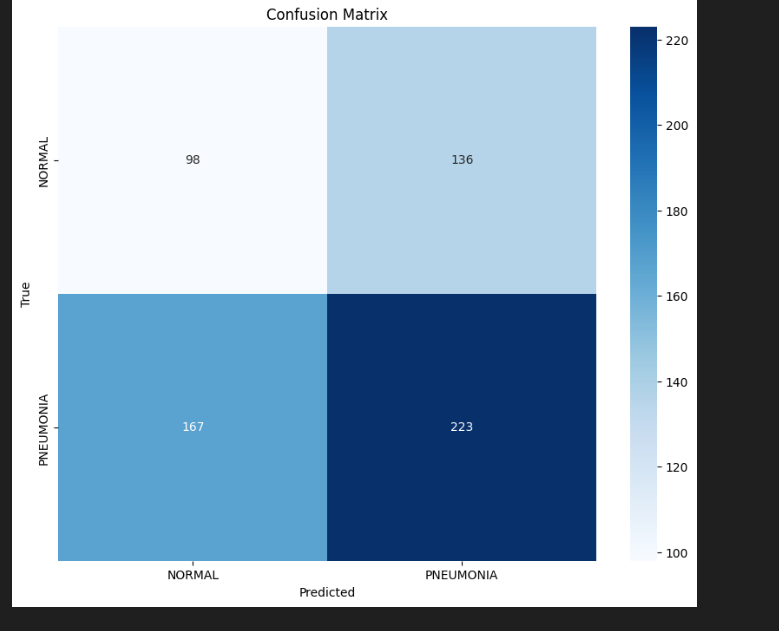 Confusion Matrix
NORMAL
98
136
True
PNEUMONIA
167
223
NORMAL
PNEUMONIA
Predicted
220
200
180
160
140
120
100